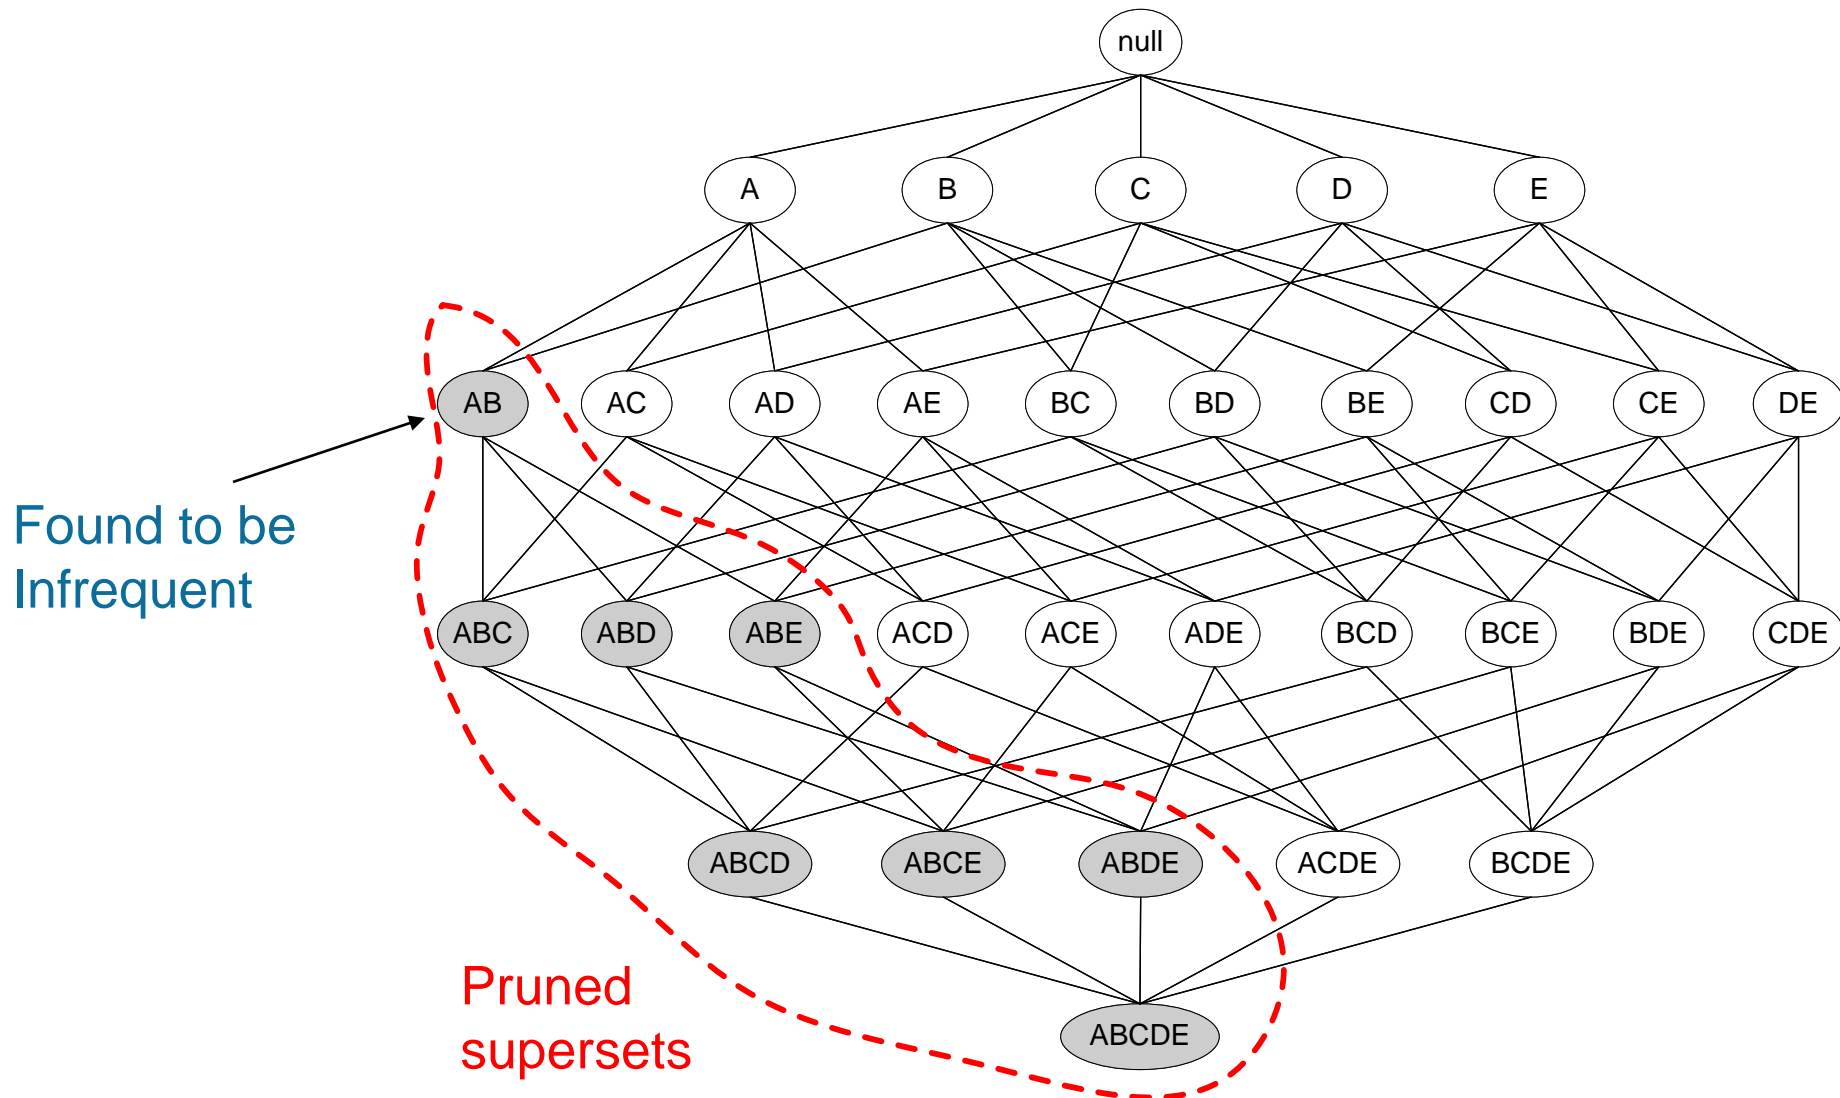 null
A B C D E
AB AC AD AE BC BD BE CD CE DE
Found to be
Infrequent
ABC ABD ABE ACD ACE ADE BCD BCE BDE CDE
ABCD ABCE ABDE ACDE BCDE
Pruned
supersets
ABCDE